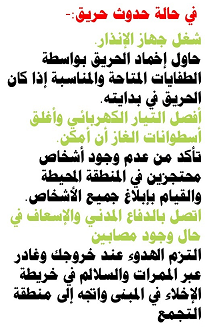 في حالة حدوث حريق:-
شغل جهاز الإنذار.
حاول إخماد الحريق بواسطة
الطفايات المتاحة والمناسبة إذا كان
الحريق في بدايته.
أفصل التيار الكهربائي وأغلق
أسطوانات الغاز أن أمكن.
تأكد من عدم وجود أشخاص
محتجزين في المنطقة المحيطة
والقيام بإبلاغ جميع الأشخاص.
اتصل بالدفاع المدني والإسعاف في
حال وجود مصابين
التزم الهدوء عند خروجك وغادر
عبر الممرات والسلالم في خريطة
الإخلاء في المبنى واتجه إلى منطقة
التجمع